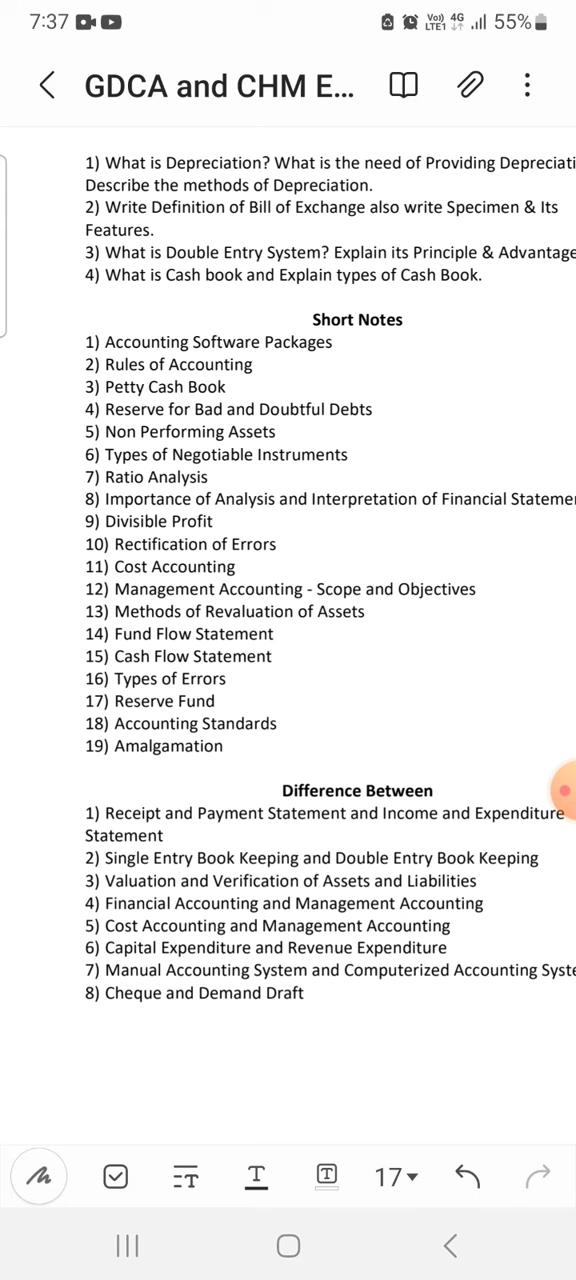 7:37
Vo)) 4G
LTE1
55%
GDCA and CHM E...
1) What is Depreciation? What is the need of Providing Depreciati
Describe the methods of Depreciation.
2) Write Definition of Bill of Exchange also write Specimen & Its
Features.
3) What is Double Entry System? Explain its Principle & Advantage
4) What is Cash book and Explain types of Cash Book.
Short Notes
1) Accounting Software Packages
2) Rules of Accounting
3) Petty Cash Book
4) Reserve for Bad and Doubtful Debts
5) Non Performing Assets
6) Types of Negotiable Instruments
7) Ratio Analysis
8) Importance of Analysis and Interpretation of Financial Stateme
9) Divisible Profit
10) Rectification of Errors
11) Cost Accounting
12) Management Accounting - Scope and Objectives
13) Methods of Revaluation of Assets
14) Fund Flow Statement
15) Cash Flow Statement
16) Types of Errors
17) Reserve Fund
18) Accounting Standards
19) Amalgamation
Difference Between
1) Receipt and Payment Statement and Income and Expenditure
Statement
2) Single Entry Book Keeping and Double Entry Book Keeping
3) Valuation and Verification of Assets and Liabilities
4) Financial Accounting and Management Accounting
5) Cost Accounting and Management Accounting
6) Capital Expenditure and Revenue Expenditure
7) Manual Accounting System and Computerized Accounting Syste
8) Cheque and Demand Draft
17